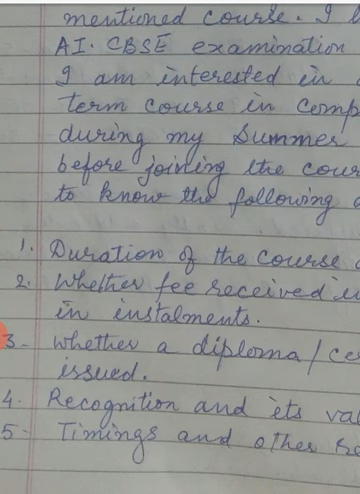 mentioned course. I
AI. CBSE examination
I am interested in
term course in comp
during my Summer
before joining the cour
to know the following
1. Duration of the course
2. Whether fee received
in instalments.
3- whether a diploma / ce
issued.
4. Recognition and its va
5- Timings and other